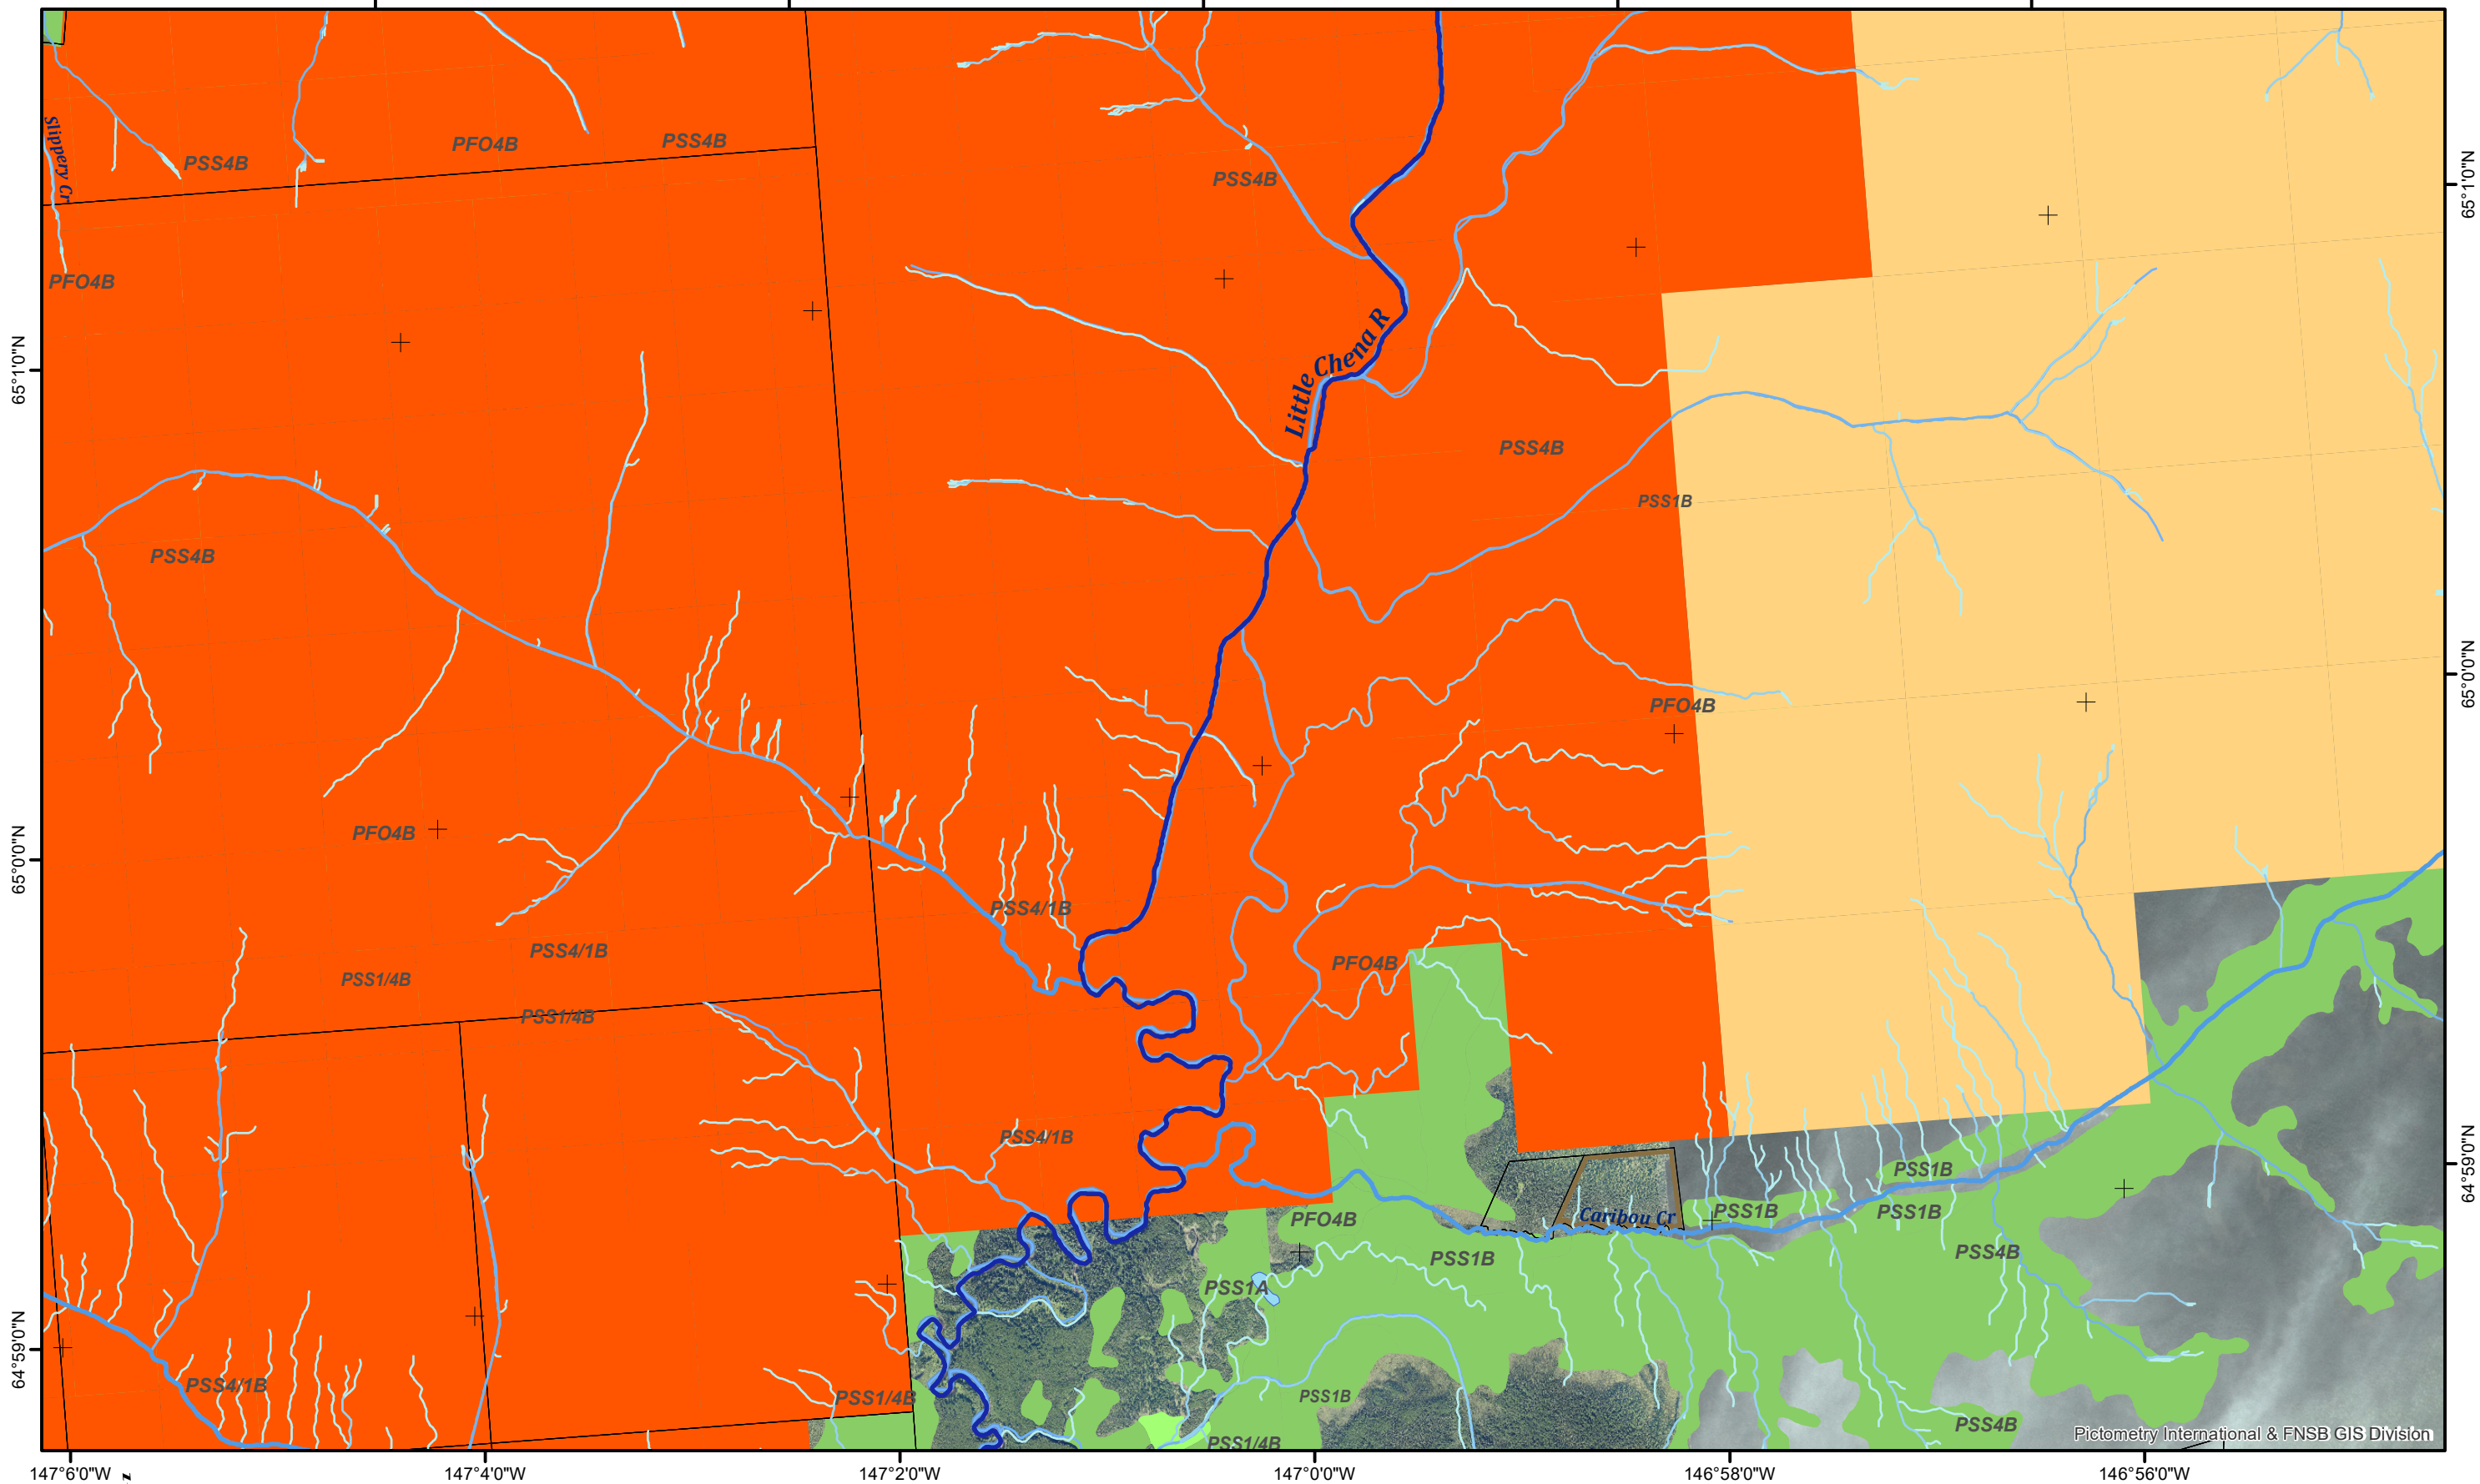 Slippery Cr
PSS4B
PFO4B
PSS4B
PSS4B
65°1'0"N
PFO4B
65°1'0"N
Little Chena R
PSS4B
PSS1B
PSS4B
65°0'0"N
PFO4B
PFO4B
65°0'0"N
PSS4/1B
PSS4/1B
PFO4B
PSS1/4B
PSS1/4B
PSS4/1B
64°59'0"N
PSS1B
PSS1B
PSS1B
Caribou Cr
PFO4B
PSS1B
PSS4B
PSS1A
64°59'0"N
PSS4/1B
PSS1/4B
PSS1B
PSS4B
PSS1/4B
Pictometry International & FNSB GIS Division
147°6'0"W
147°4'0"W
147°2'0"W
147°0'0"W
146°58'0"W
146°56'0"W